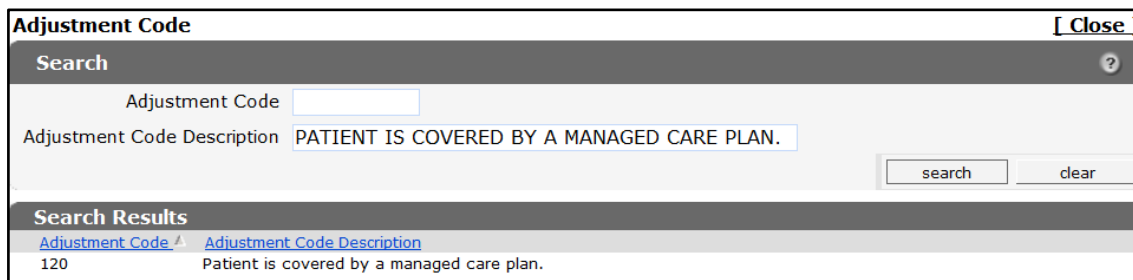 Adjustment Code [ Close ]
Search ?
Adjustment Code
Adjustment Code Description PATIENT IS COVERED BY A MANAGED CARE PLAN.
search clear
Search Results
Adjustment Code Adjustment Code Description
120 Patient is covered by a managed care plan.